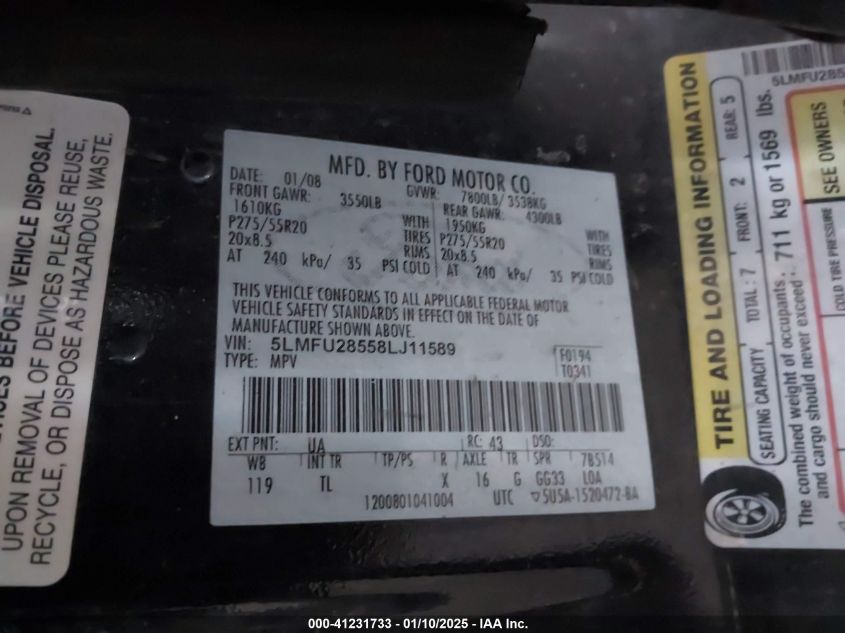 UPON REMOVAL OF DEVICES PLEASE REUSE,
RECYCLE, OR DISPOSE AS HAZARDOUS WASTE.
BEFORE VEHICLE DISPOSAL.
MFD. BY FORD MOTOR CO.
DATE: 01/08 GVWR: 7800LB/ 3538KG
FRONT GAWR: 3550LB REAR GAWR: 4300LB
1610KG WITH 1950KG WITH
P275/55R20 TIRES P275/55R20 TIRES
20x8.5 RIMS 20x8.5 RIMS
AT 240 kPa/ 35 PSI COLD AT 240 kPa/ 35 PSI COLD
THIS VEHICLE CONFORMS TO ALL APPLICABLE FEDERAL MOTOR
VEHICLE SAFETY STANDARDS IN EFFECT ON THE DATE OF
MANUFACTURE SHOWN ABOVE.
VIN: 5LMFU28558LJ11589
TYPE: MPV
F0194
T0341
EXT PNT: UA RC: 43 DSO:
WB INT TR TP/PS R AXLE TR SPR 7B514
119 TL X 16 G GG33 LOA
1200801041004 UTC 5U5A-1520472-BA
TIRE AND LOADING INFORMATION
SEATING CAPACITY TOTAL: 7 FRONT: 2 REAR: 5
The combined weight of occupants 711 kg or 1569 lbs.
and cargo should never exceed:
5LMFU285
COLD TIRE PRESSURE
SEE OWNERS
000-41231733 - 01/10/2025 - IAA Inc.